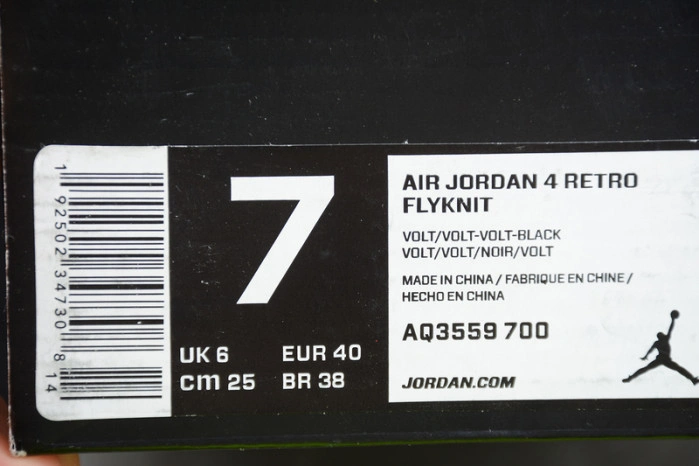 1 92502 34730 8 14
7
UK 6 EUR 40
cm 25 BR 38
AIR JORDAN 4 RETRO
FLYKNIT
VOLT/VOLT-VOLT-BLACK
VOLT/VOLT/NOIR/VOLT
MADE IN CHINA / FABRIQUE EN CHINE /
HECHO EN CHINA
AQ3559 700
JORDAN.COM